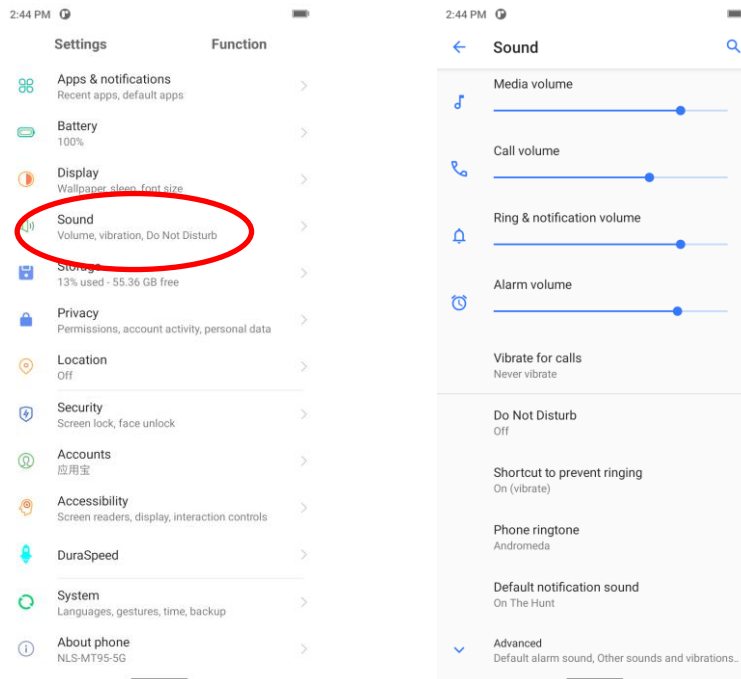 2:44 PM
Settings Function
Apps & notifications
Recent apps, default apps
Battery
100%
Display
Wallpaper, sleep, font size
Sound
Volume, vibration, Do Not Disturb
Storage
13% used - 55.36 GB free
Privacy
Permissions, account activity, personal data
Location
Off
Security
Screen lock, face unlock
Accounts
应用宝
Accessibility
Screen readers, display, interaction controls
DuraSpeed
System
Languages, gestures, time, backup
About phone
NLS-MT95-5G
2:44 PM
Sound
Media volume
Call volume
Ring & notification volume
Alarm volume
Vibrate for calls
Never vibrate
Do Not Disturb
Off
Shortcut to prevent ringing
On (vibrate)
Phone ringtone
Andromeda
Default notification sound
On The Hunt
Advanced
Default alarm sound, Other sounds and vibrations..